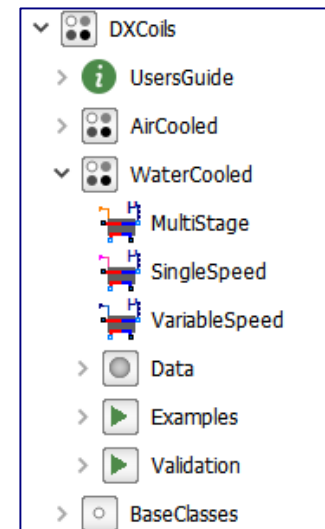 DXCoils
UsersGuide
AirCooled
WaterCooled
MultiStage
SingleSpeed
VariableSpeed
Data
Examples
Validation
BaseClasses